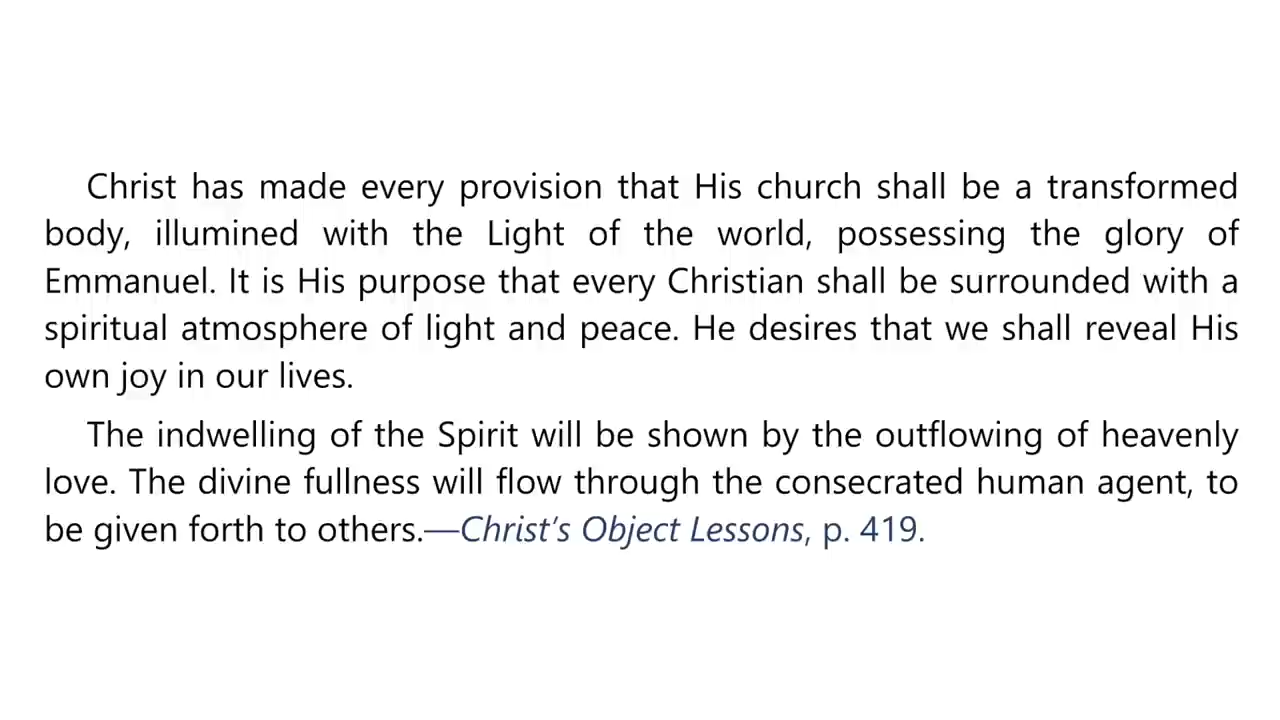 Christ has made every provision that His church shall be a transformed
body, illumined with the Light of the world, possessing the glory of
Emmanuel. It is His purpose that every Christian shall be surrounded with a
spiritual atmosphere of light and peace. He desires that we shall reveal His
own joy in our lives.
The indwelling of the Spirit will be shown by the outflowing of heavenly
love. The divine fullness will flow through the consecrated human agent, to
be given forth to others.—Christ’s Object Lessons, p. 419.